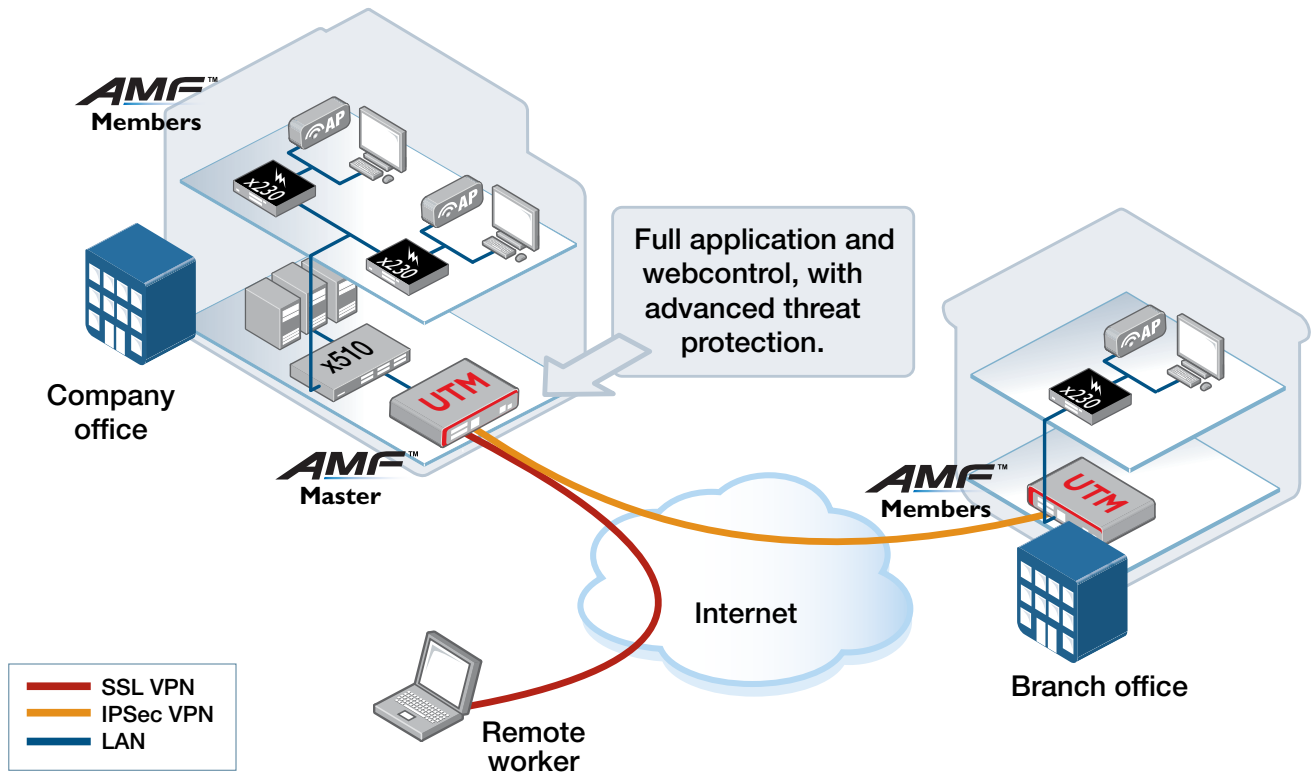 AMF™
Members
AP
x230
AP
x230
x510
UTM
Company
office
AMF™
Master
Full application and
webcontrol, with
advanced threat
protection.
AP
x230
UTM
AMF™
Members
Internet
Branch office
Remote
worker
SSL VPN
IPSec VPN
LAN